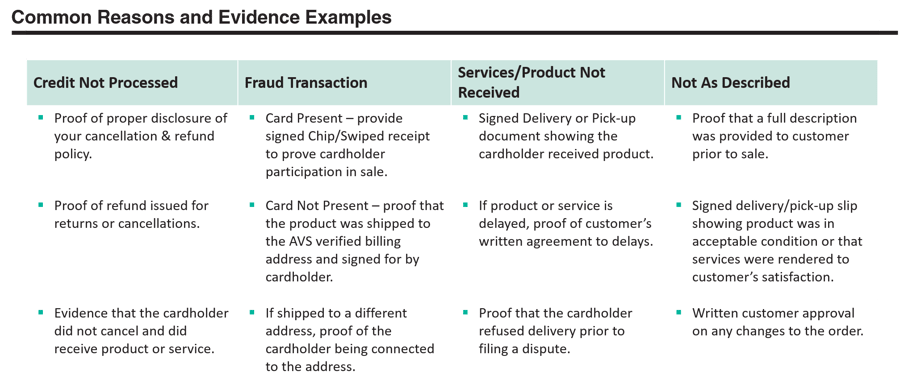 Common Reasons and Evidence Examples
Credit Not Processed
Fraud Transaction
Services/Product Not
Received
Not As Described
▪ Proof of proper disclosure of
your cancellation & refund
policy.
▪ Card Present – provide
signed Chip/Swiped receipt
to prove cardholder
participation in sale.
▪ Signed Delivery or Pick-up
document showing the
cardholder received product.
▪ Proof that a full description
was provided to customer
prior to sale.
▪ Proof of refund issued for
returns or cancellations.
▪ Card Not Present – proof that
the product was shipped to
the AVS verified billing
address and signed for by
cardholder.
▪ If product or service is
delayed, proof of customer’s
written agreement to delays.
▪ Signed delivery/pick-up slip
showing product was in
acceptable condition or that
services were rendered to
customer’s satisfaction.
▪ Evidence that the cardholder
did not cancel and did
receive product or service.
▪ If shipped to a different
address, proof of the
cardholder being connected
to the address.
▪ Proof that the cardholder
refused delivery prior to
filing a dispute.
▪ Written customer approval
on any changes to the order.